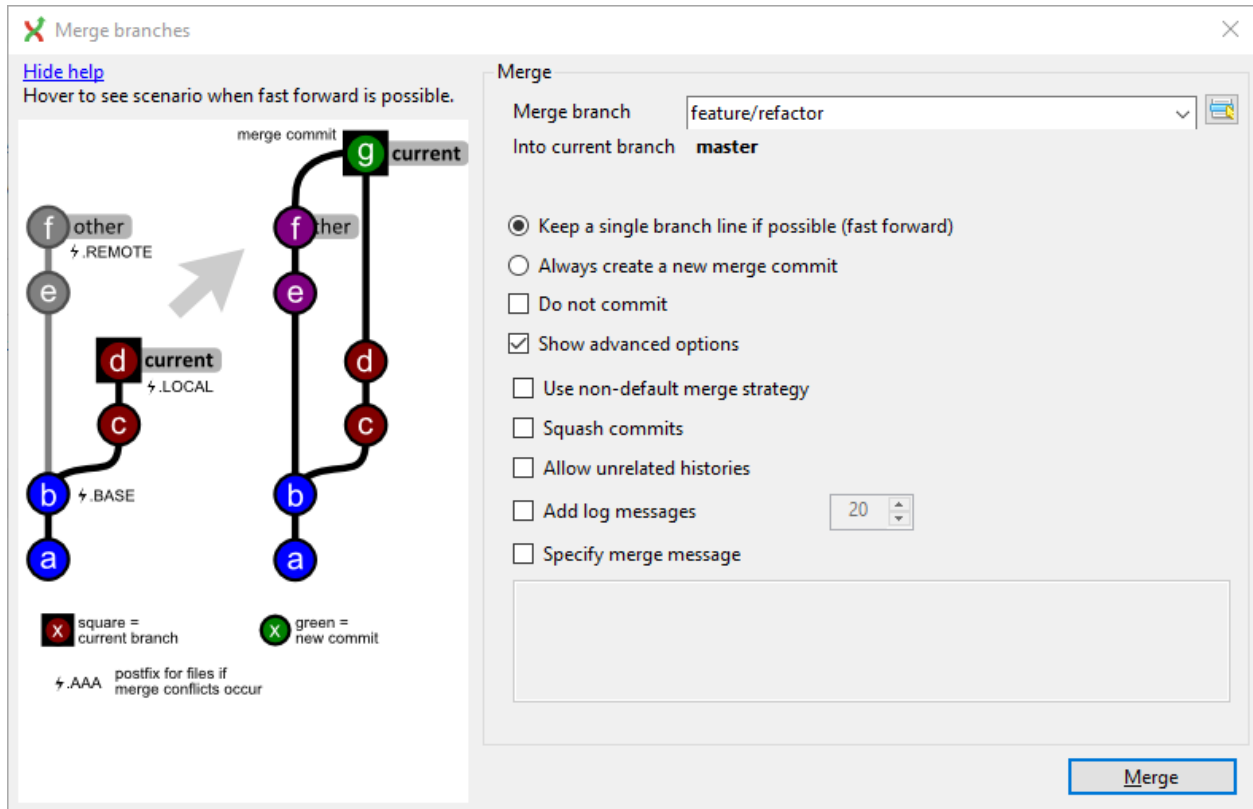 Merge branches
Hide help
Hover to see scenario when fast forward is possible.
merge commit
g current
f other
⚡.REMOTE
f ther
e
e
d current
⚡.LOCAL
d
c
c
b ⚡.BASE
b
a
a
x square =
current branch
x green =
new commit
⚡.AAA postfix for files if
merge conflicts occur
Merge
Merge branch feature/refactor
Into current branch master
Keep a single branch line if possible (fast forward)
Always create a new merge commit
Do not commit
Show advanced options
Use non-default merge strategy
Squash commits
Allow unrelated histories
Add log messages 20
Specify merge message
Merge